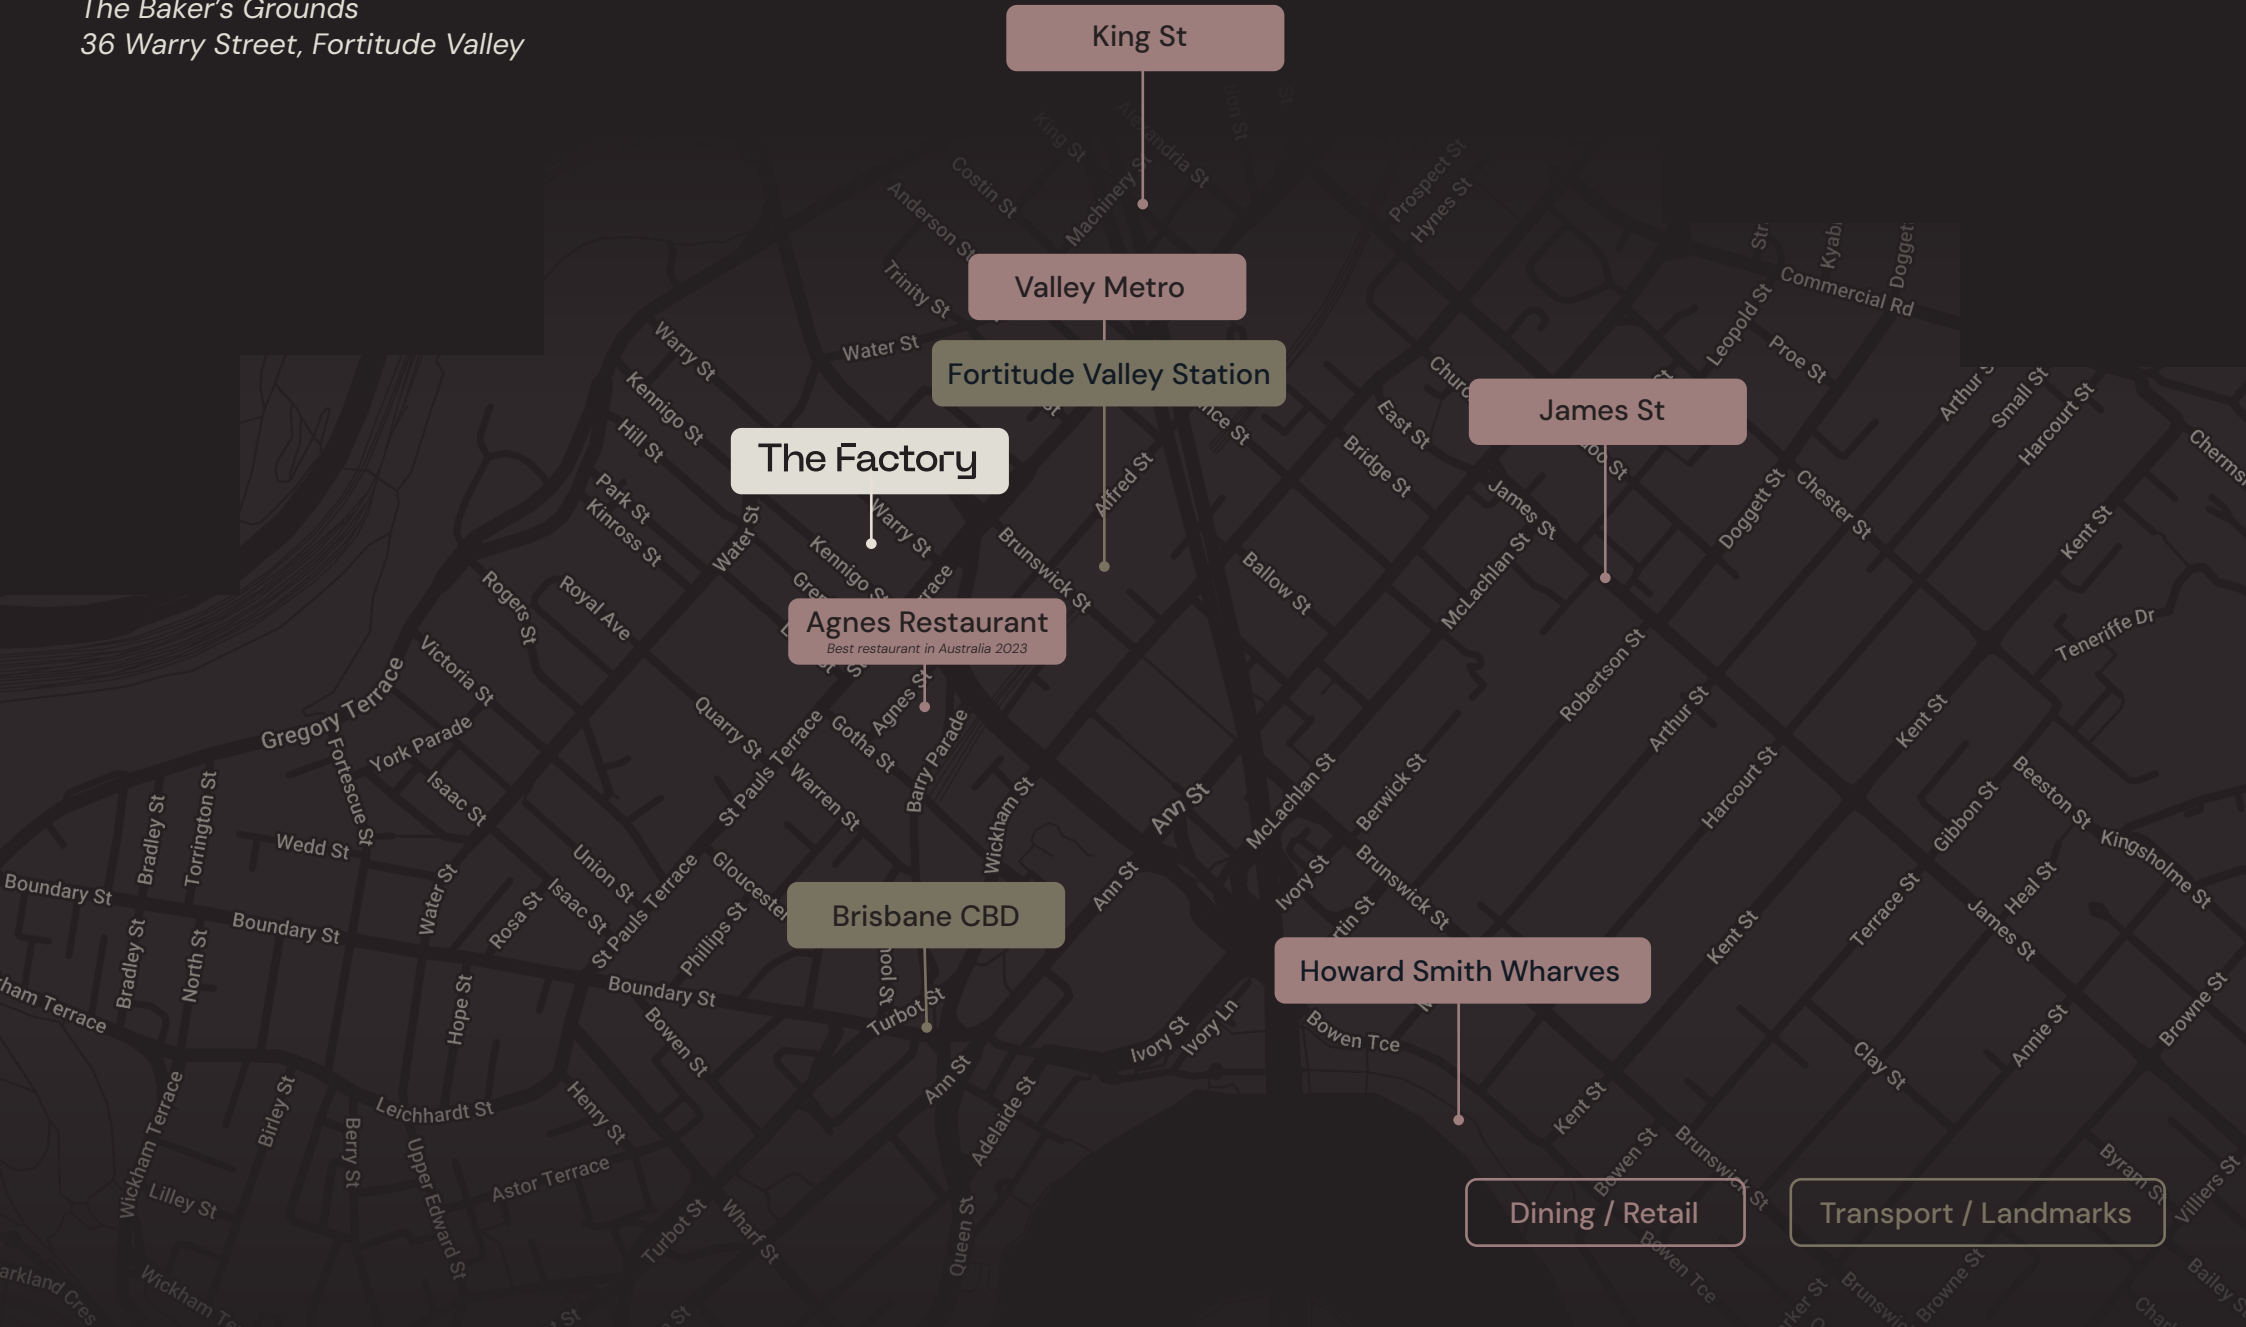 The Baker's Grounds
36 Warry Street, Fortitude Valley
King St
King St
Alexandria St
St
Costin St
Machinery St
Prospect St
Hynes St
Anderson St
Commercial Rd
Valley Metro
Trinity St
Leopold St
Warry St
Water St
Proe St
Fortitude Valley Station
Kennigo St
James St
Arthur St
Small St
Harcourt St
East St
Hill St
Bridge St
The Factory
Alfred St
Park St
Kinross St
Water St
Warry St
James St
Doggett St
Chester St
Kent St
Brunswick St
Kennigo St
Ballow St
McLachlan St
Rogers St
Royal Ave
Agnes Restaurant
Best restaurant in Australia 2023
Teneriffe Dr
Victoria St
Robertson St
Gregory Terrace
Agnes St
Quarry St
Gotha St
Arthur St
Kent St
York Parade
St Pauls Terrace
Barry Parade
Fortescue St
Isaac St
Warren St
Wickham St
Ann St
McLachlan St
Berwick St
Harcourt St
Beeston St
Gibbon St
Bradley St
Torrington St
Wedd St
Kingsholme St
Boundary St
Union St
Gloucester
Ann St
Ivory St
Brunswick St
Heal St
Water St
Rosa St
Isaac St
St Pauls Terrace
Phillips St
Brisbane CBD
Terrace St
James St
Boundary St
Kent St
Bradley St
North St
Howard Smith Wharves
Hope St
Boundary St
Turbot St
Browne St
Bowen St
Ivory St
Ivory Ln
Bowen Tce
Annie St
Clay St
Ann St
Adelaide St
Wickham Terrace
Birley St
Leichhardt St
Henry St
Kent St
Berry St
Upper Edward St
Bowen St
Brunswick St
Byram St
Villiers St
Astor Terrace
Lilley St
Dining / Retail
Transport / Landmarks
Turbot St
Wharf St
Queen St
Bowen Tce
Browne St
Wickham